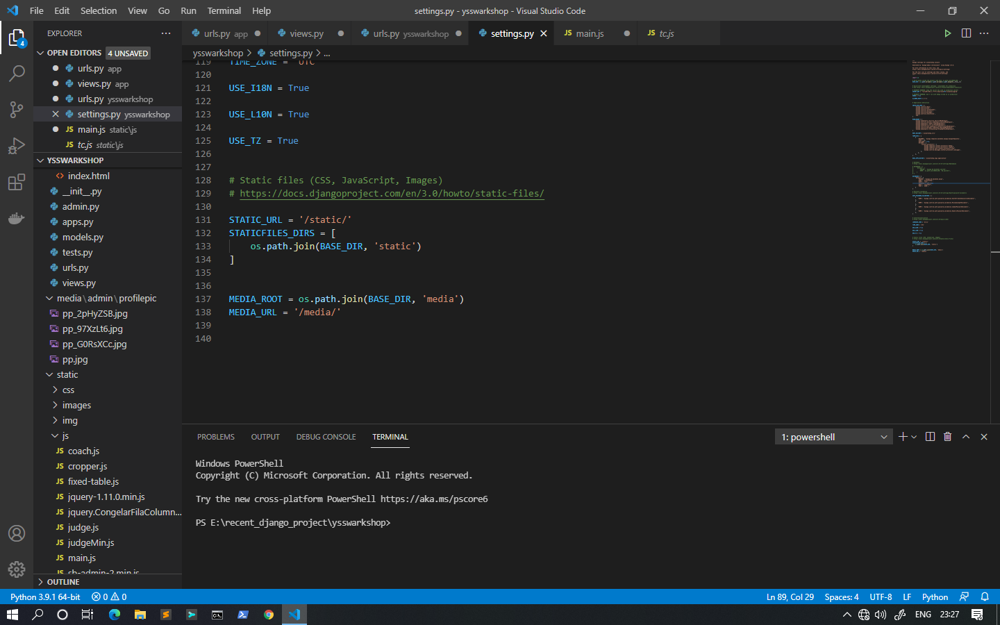 File Edit Selection View Go Run Terminal Help
settings.py - ysswarkshop - Visual Studio Code
EXPLORER
OPEN EDITORS 4 UNSAVED
urls.py app
views.py app
urls.py ysswarkshop
settings.py ysswarkshop
JS main.js static\js
JS tc.js static\js
YSSWARKSHOP
index.html
__init__.py
admin.py
apps.py
models.py
tests.py
urls.py
views.py
media\admin\profilepic
pp_2pHyZSB.jpg
pp_97XzLt6.jpg
pp_G0RsXCc.jpg
pp.jpg
static
css
images
img
js
JS coach.js
JS cropper.js
JS fixed-table.js
JS jquery-1.11.0.min.js
JS jquery.CongelarFilaColumn...
JS judge.js
JS judgeMin.js
JS main.js
JS sb-admin-2.min.js
OUTLINE
4
urls.py app
views.py
urls.py ysswarkshop
settings.py
JS main.js
JS tc.js
ysswarkshop > settings.py > ...
119 TIME_ZONE = 'UTC'
120
121 USE_I18N = True
122
123 USE_L10N = True
124
125 USE_TZ = True
126
127
128 # Static files (CSS, JavaScript, Images)
129 # https://docs.djangoproject.com/en/3.0/howto/static-files/
130
131 STATIC_URL = '/static/'
132 STATICFILES_DIRS = [
133 os.path.join(BASE_DIR, 'static')
134 ]
135
136
137 MEDIA_ROOT = os.path.join(BASE_DIR, 'media')
138 MEDIA_URL = '/media/'
139
140
PROBLEMS OUTPUT DEBUG CONSOLE TERMINAL
1: powershell
Windows PowerShell
Copyright (C) Microsoft Corporation. All rights reserved.
Try the new cross-platform PowerShell https://aka.ms/pscore6
PS E:\recent_django_project\ysswarkshop>
Python 3.9.1 64-bit 0 0
Ln 89, Col 29 Spaces: 4 UTF-8 LF Python
ENG 23:27